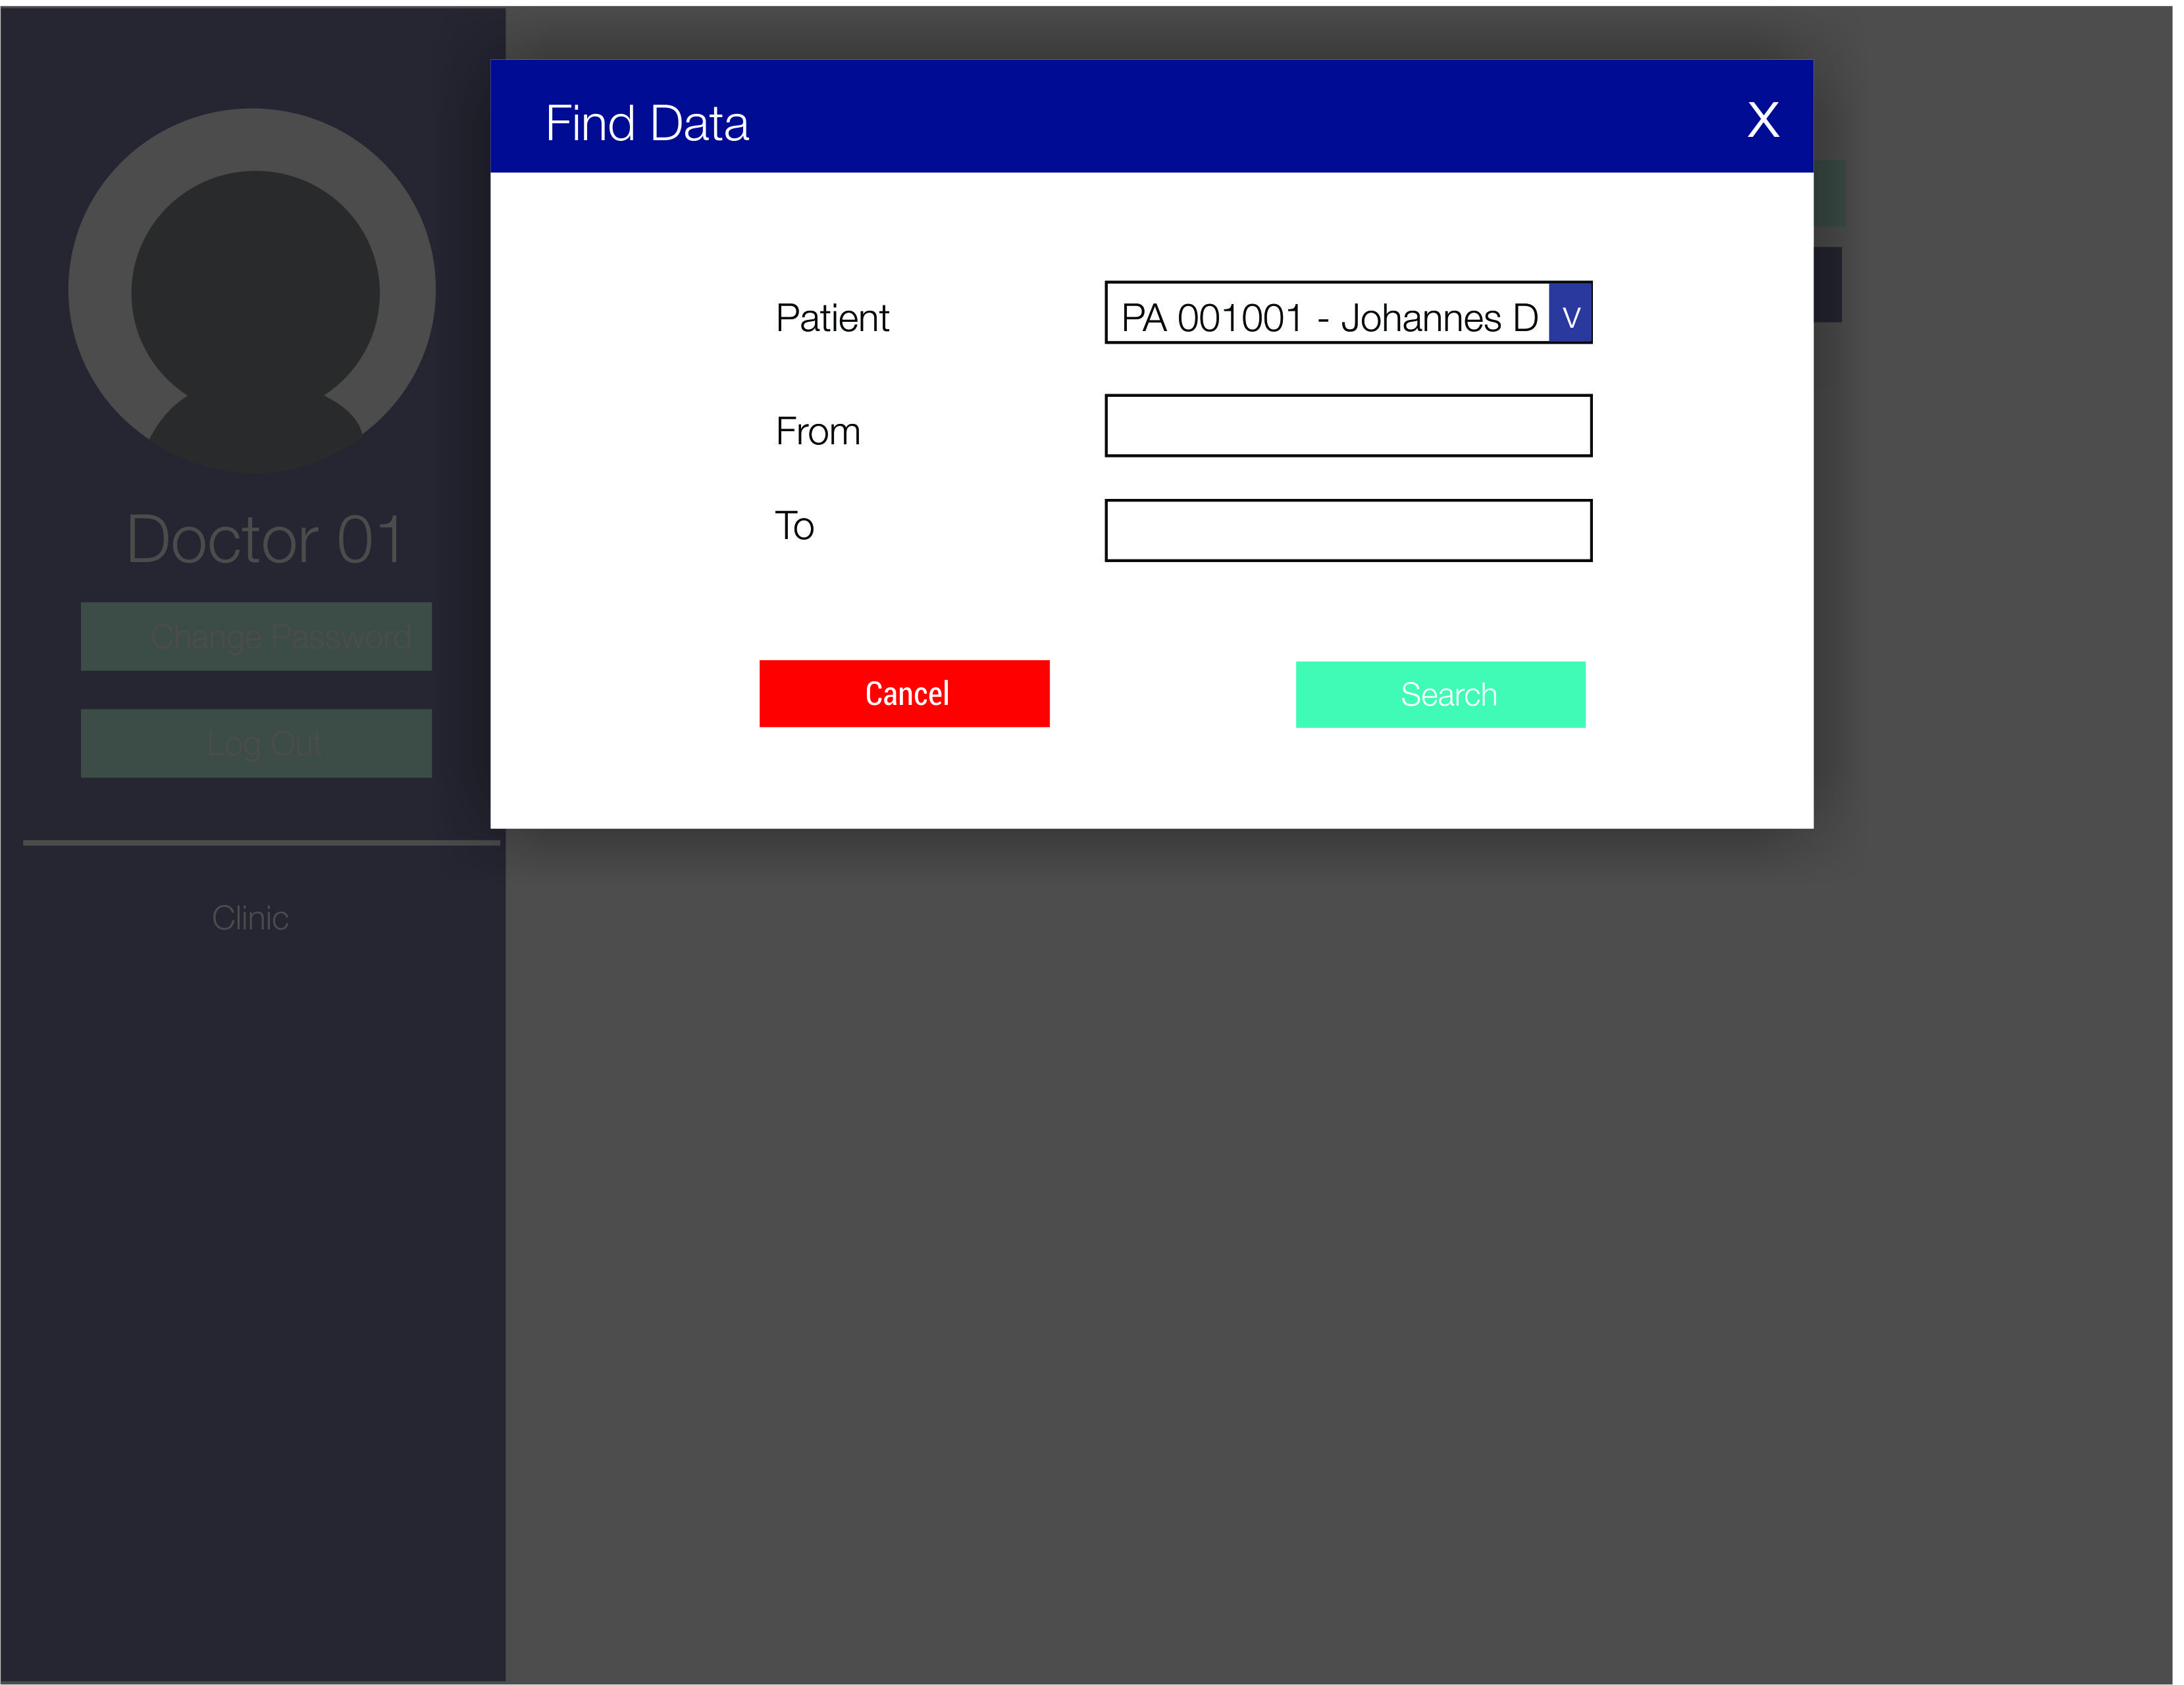 Find Data
X
Patient
PA 001001 - Johannes D
V
From
To
Cancel
Search
Doctor 01
Change Password
Log Out
Clinic